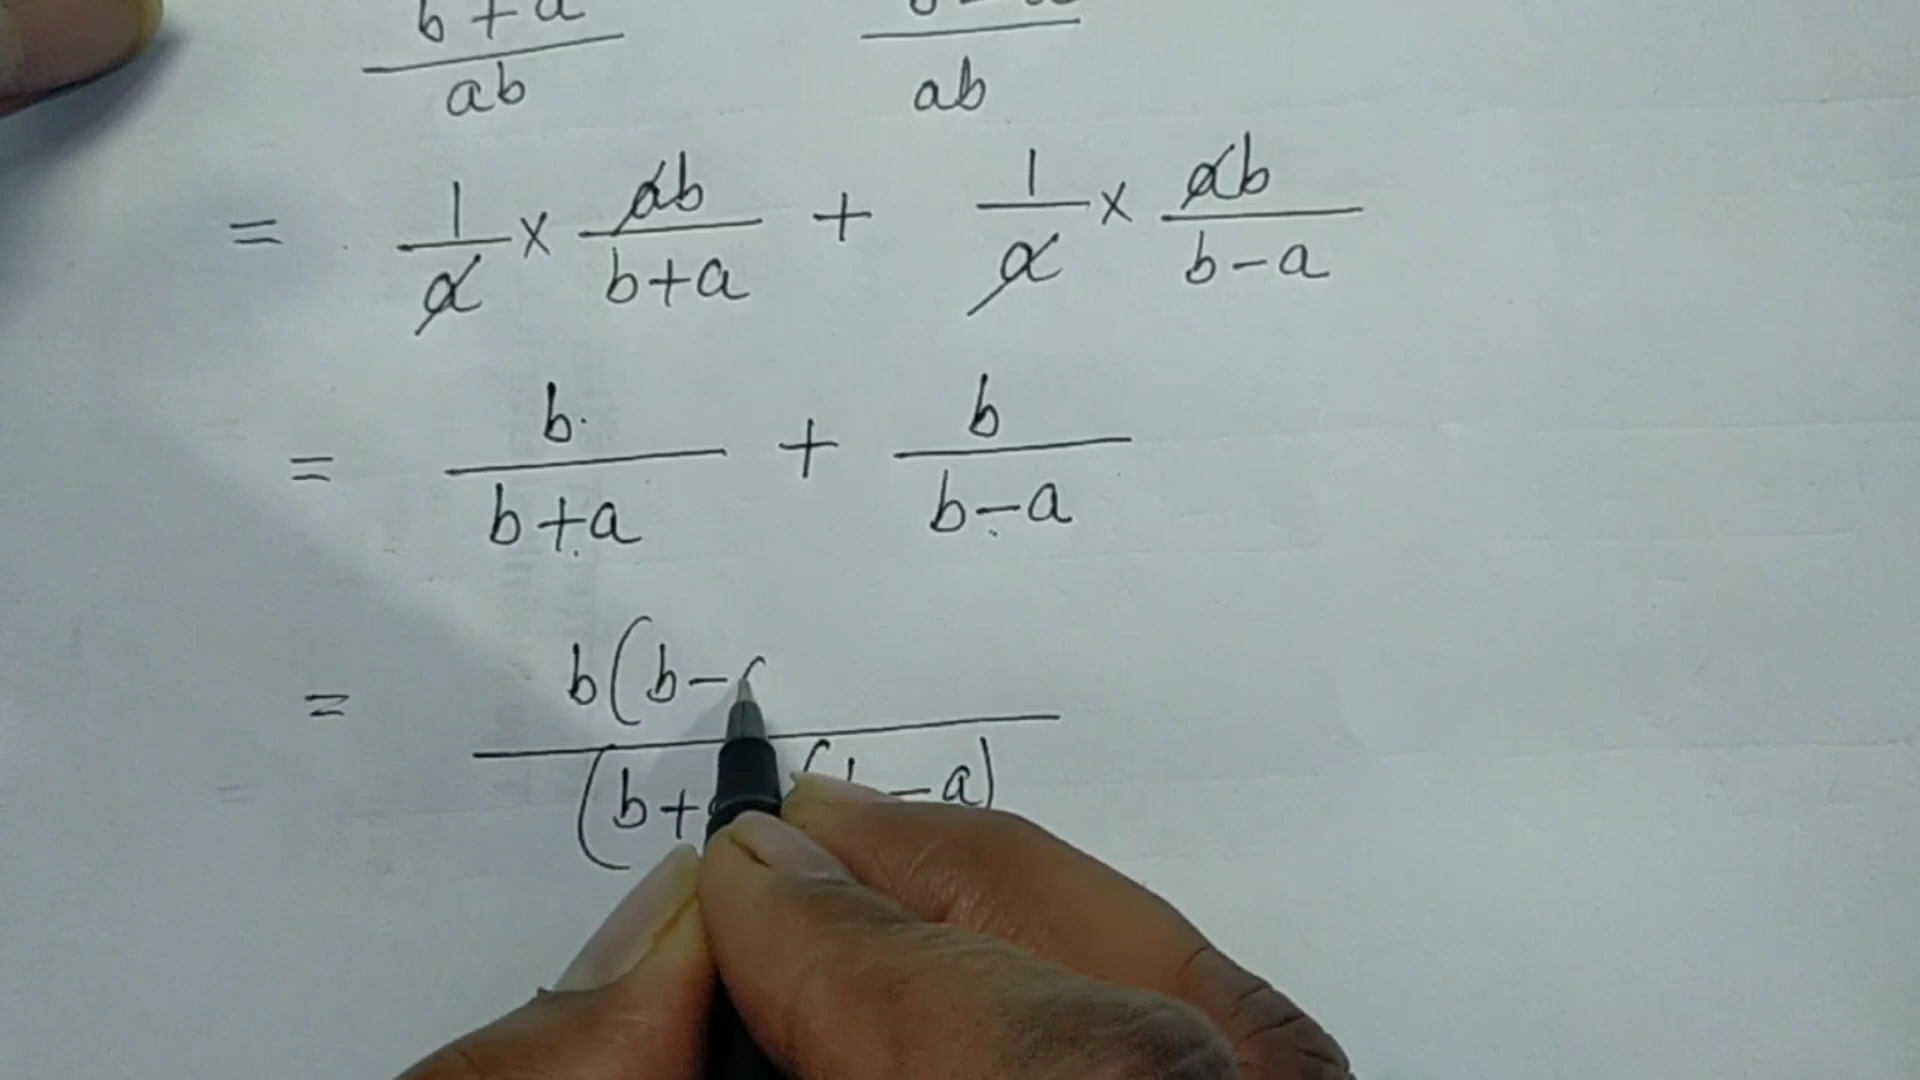 b+a
ab ab
= 1/a × ab/b+a + 1/a × ab/b-a
= b/b+a + b/b-a
= b(b-
(b+ -a)